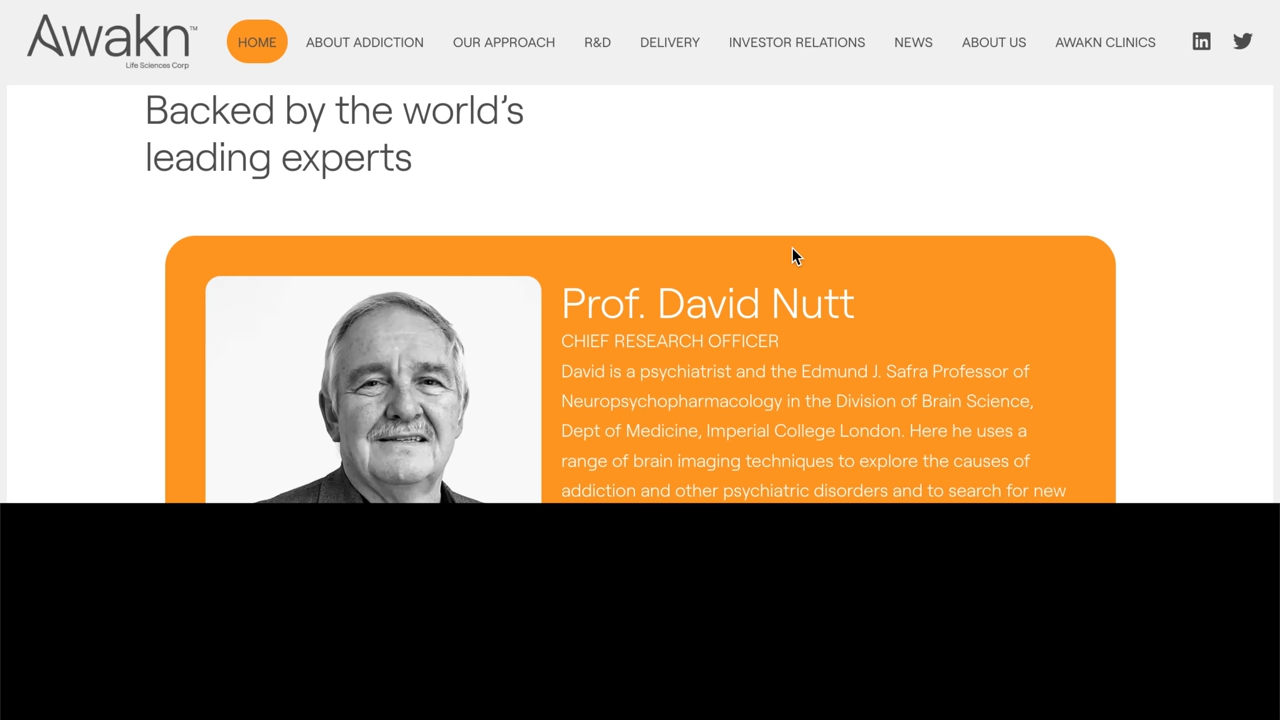 Awakn™
Life Sciences Corp
HOME
ABOUT ADDICTION
OUR APPROACH
R&D
DELIVERY
INVESTOR RELATIONS
NEWS
ABOUT US
AWAKN CLINICS
in
Backed by the world’s
leading experts
Prof. David Nutt
CHIEF RESEARCH OFFICER
David is a psychiatrist and the Edmund J. Safra Professor of
Neuropsychopharmacology in the Division of Brain Science,
Dept of Medicine, Imperial College London. Here he uses a
range of brain imaging techniques to explore the causes of
addiction and other psychiatric disorders and to search for new